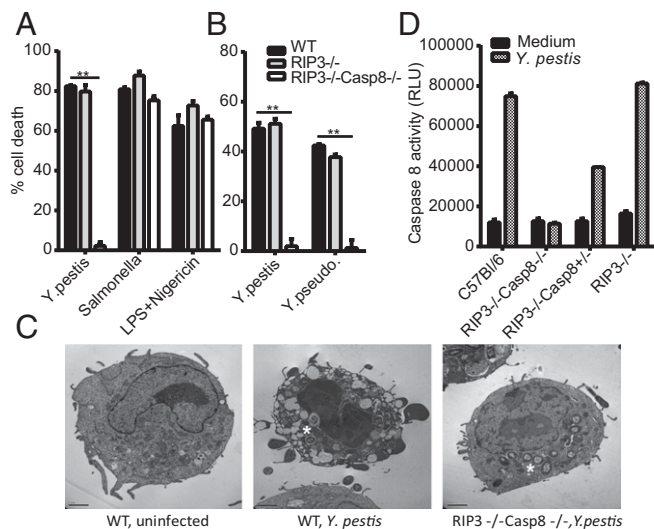 A
B
D
% cell death
100
80
60
40
20
0
**
Y.pestis
Salmonella
LPS+Nigericin
80
60
40
20
0
WT
RIP3-/-
RIP3-/-Casp8-/-
**
**
Y.pestis
Y.pseudo.
Caspase 8 activity (RLU)
100000
80000
60000
40000
20000
0
Medium
Y. pestis
C57Bl/6
RIP3-/-Casp8-/-
RIP3-/-Casp8+/-
RIP3-/-
C
*
*
WT, uninfected
WT, Y. pestis
RIP3 -/-Casp8 -/-,Y.pestis